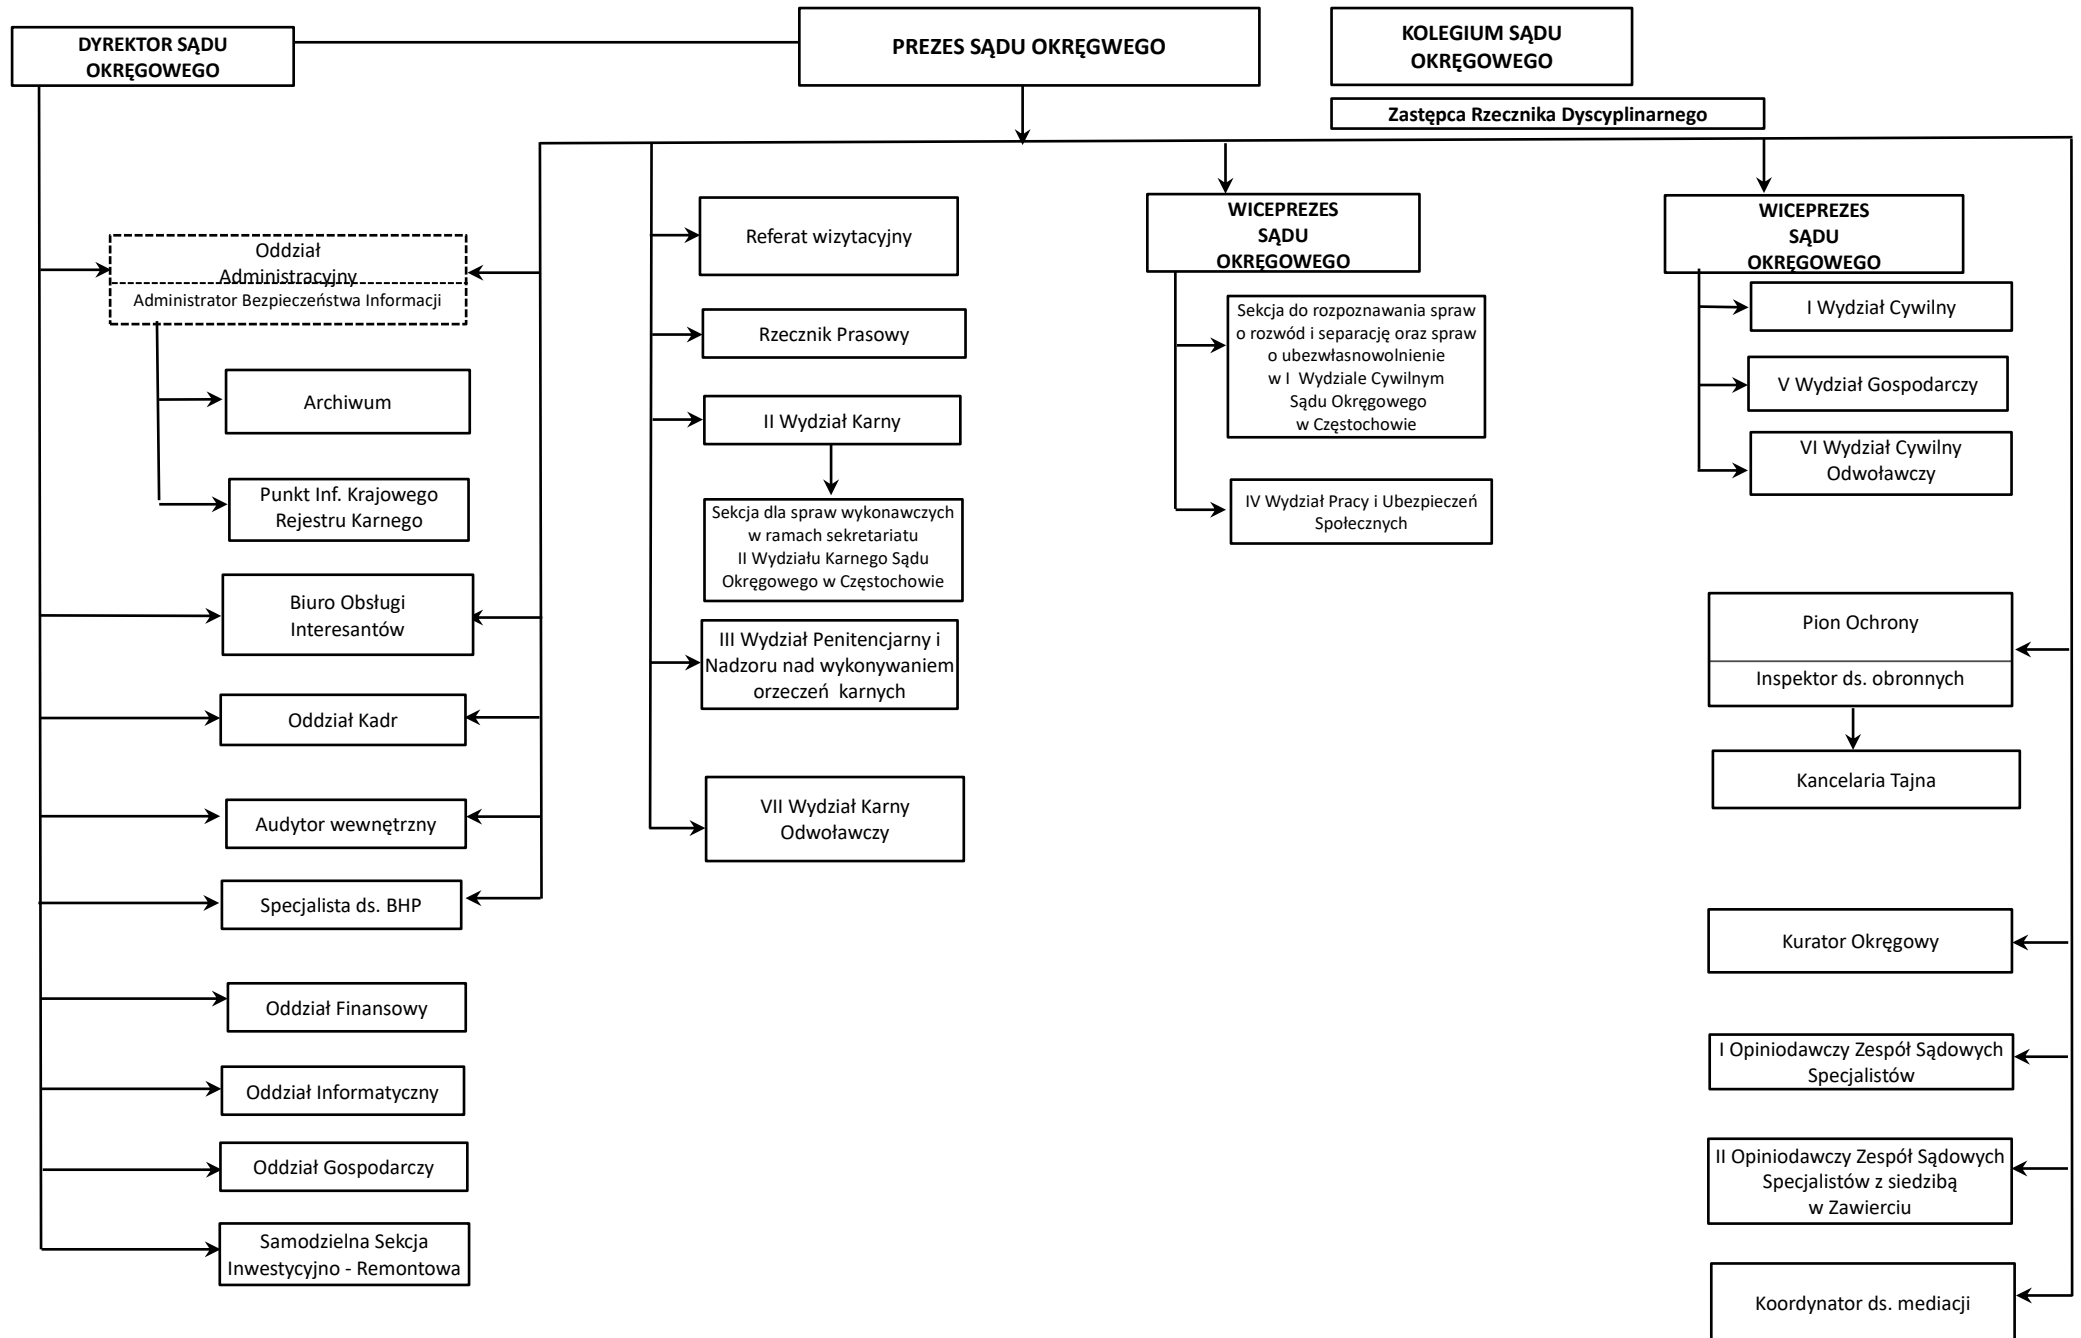 DYREKTOR SĄDU
OKRĘGOWEGO
PREZES SĄDU OKRĘGWEGO
KOLEGIUM SĄDU
OKRĘGOWEGO
Zastępca Rzecznika Dyscyplinarnego
Oddział
Administracyjny
Administrator Bezpieczeństwa Informacji
Archiwum
Punkt Inf. Krajowego
Rejestru Karnego
Biuro Obsługi
Interesantów
Oddział Kadr
Audytor wewnętrzny
Specjalista ds. BHP
Oddział Finansowy
Oddział Informatyczny
Oddział Gospodarczy
Samodzielna Sekcja
Inwestycyjno - Remontowa
Referat wizytacyjny
Rzecznik Prasowy
II Wydział Karny
Sekcja dla spraw wykonawczych
w ramach sekretariatu
II Wydziału Karnego Sądu
Okręgowego w Częstochowie
III Wydział Penitencjarny i
Nadzoru nad wykonywaniem
orzeczeń karnych
VII Wydział Karny
Odwoławczy
WICEPREZES
SĄDU
OKRĘGOWEGO
Sekcja do rozpoznawania spraw
o rozwód i separację oraz spraw
o ubezwłasnowolnienie
w I Wydziale Cywilnym
Sądu Okręgowego
w Częstochowie
IV Wydział Pracy i Ubezpieczeń
Społecznych
WICEPREZES
SĄDU
OKRĘGOWEGO
I Wydział Cywilny
V Wydział Gospodarczy
VI Wydział Cywilny
Odwoławczy
Pion Ochrony
Inspektor ds. obronnych
Kancelaria Tajna
Kurator Okręgowy
I Opiniodawczy Zespół Sądowych
Specjalistów
II Opiniodawczy Zespół Sądowych
Specjalistów z siedzibą
w Zawierciu
Koordynator ds. mediacji